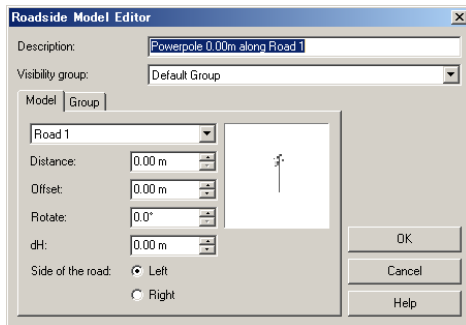 Roadside Model Editor
Description: Powerpole 0.00m along Road 1
Visibility group: Default Group
Model Group
Road 1
Distance: 0.00 m
Offset: 0.00 m
Rotate: 0.0°
dH: 0.00 m
Side of the road: Left
Right
OK
Cancel
Help